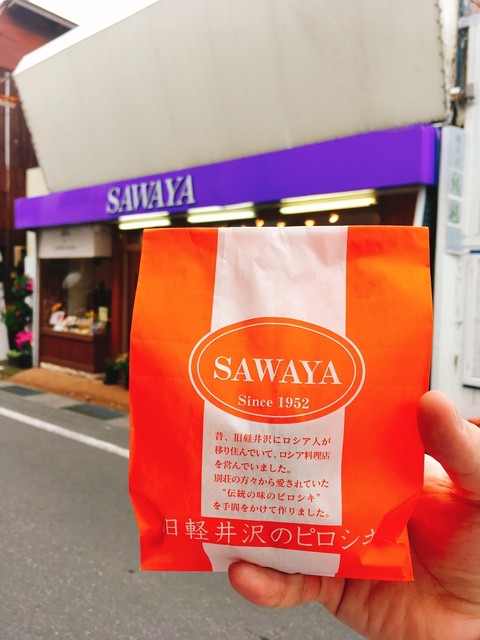 SAWAYA
SAWAYA
Since 1952
昔、旧軽井沢にロシア人が
移り住んでいて、ロシア料理店
を営んでいました。
別荘の方々から愛されていた
“伝統の味のピロシキ”
を手間をかけて作りました。
旧軽井沢のピロシキ